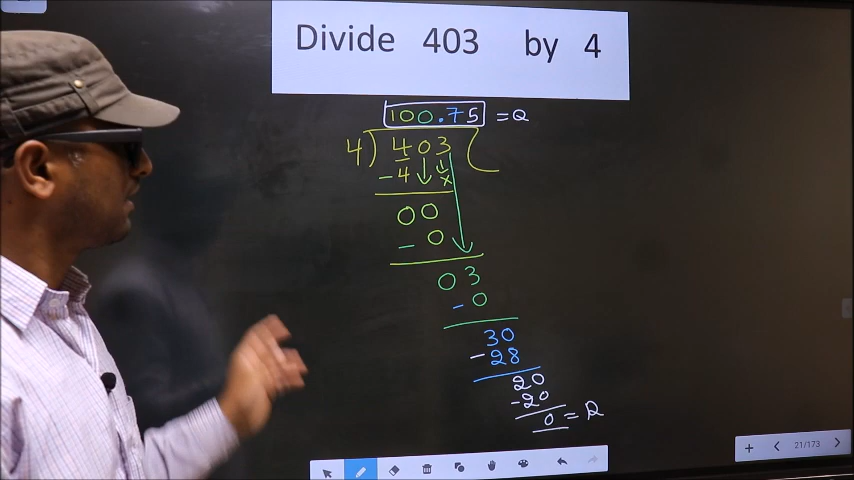 Divide 403 by 4
100.75 = Q
4) 403 (
- 4 ↓ ↓ x
00
- 0
03
- 0
30
- 28
20
- 20
0 = R
21/173